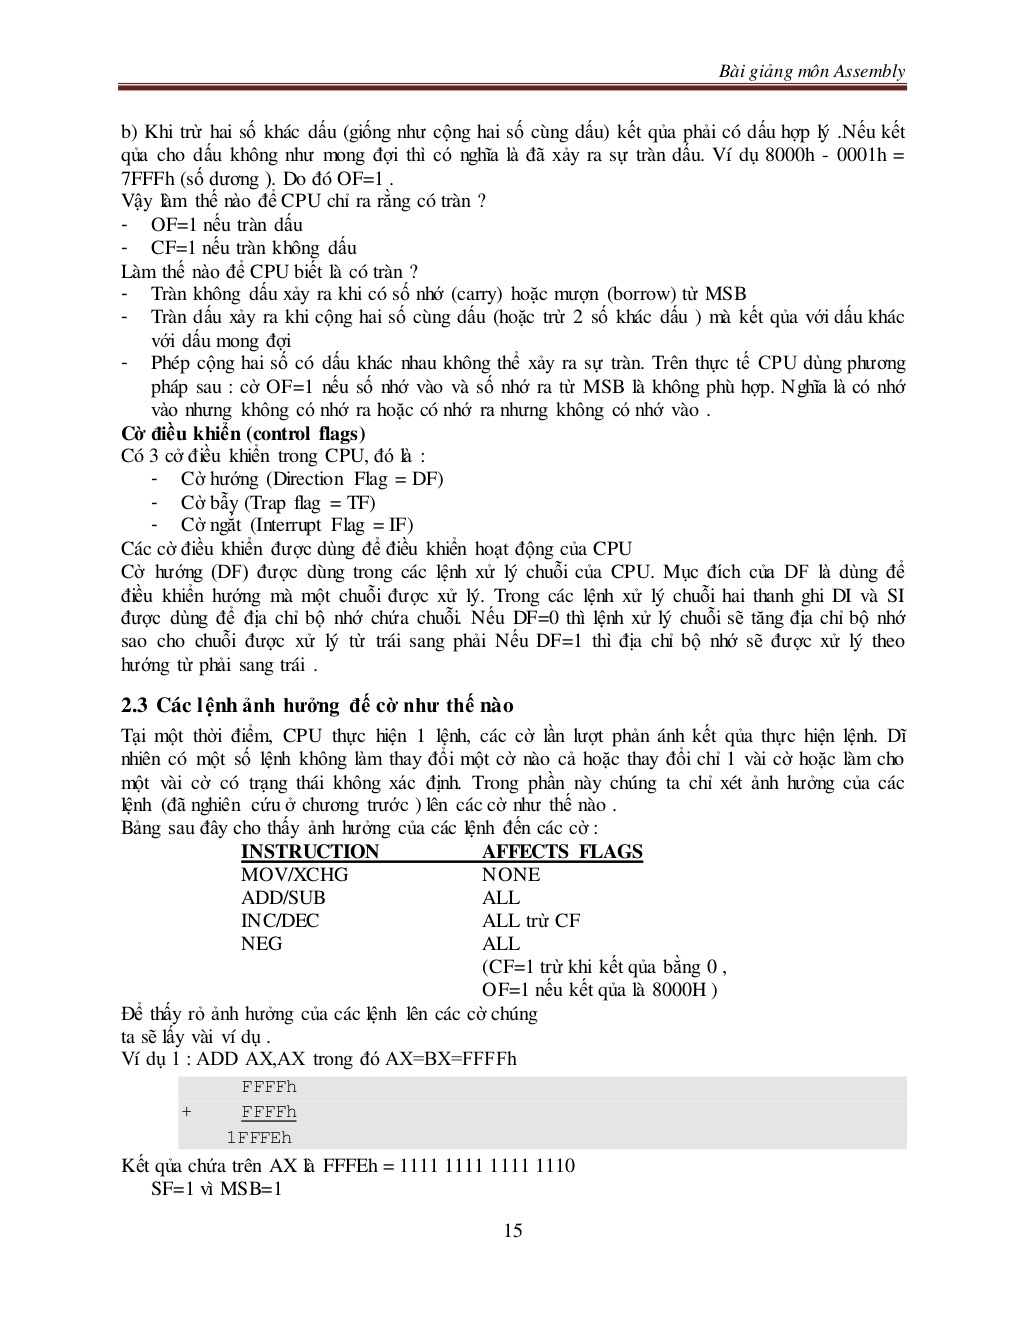 Bài giảng môn Assembly
b) Khi trừ hai số khác dấu (giống như cộng hai số cùng dấu) kết qủa phải có dấu hợp lý .Nếu kết
qủa cho dấu không như mong đợi thì có nghĩa là đã xảy ra sự tràn dấu. Ví dụ 8000h - 0001h =
7FFFh (số dương ). Do đó OF=1 .
Vậy làm thế nào để CPU chỉ ra rằng có tràn ?
- OF=1 nếu tràn dấu
- CF=1 nếu tràn không dấu
Làm thế nào để CPU biết là có tràn ?
- Tràn không dấu xảy ra khi có số nhớ (carry) hoặc mượn (borrow) từ MSB
- Tràn dấu xảy ra khi cộng hai số cùng dấu (hoặc trừ 2 số khác dấu ) mà kết qủa với dấu khác
với dấu mong đợi
- Phép cộng hai số có dấu khác nhau không thể xảy ra sự tràn. Trên thực tế CPU dùng phương
pháp sau : cờ OF=1 nếu số nhớ vào và số nhớ ra từ MSB là không phù hợp. Nghĩa là có nhớ
vào nhưng không có nhớ ra hoặc có nhớ ra nhưng không có nhớ vào .
Cờ điều khiển (control flags)
Có 3 cờ điều khiển trong CPU, đó là :
- Cờ hướng (Direction Flag = DF)
- Cờ bẫy (Trap flag = TF)
- Cờ ngắt (Interrupt Flag = IF)
Các cờ điều khiển được dùng để điều khiển hoạt động của CPU
Cờ hướng (DF) được dùng trong các lệnh xử lý chuỗi của CPU. Mục đích của DF là dùng để
điều khiển hướng mà một chuỗi được xử lý. Trong các lệnh xử lý chuỗi hai thanh ghi DI và SI
được dùng để địa chỉ bộ nhớ chứa chuỗi. Nếu DF=0 thì lệnh xử lý chuỗi sẽ tăng địa chỉ bộ nhớ
sao cho chuỗi được xử lý từ trái sang phải Nếu DF=1 thì địa chỉ bộ nhớ sẽ được xử lý theo
hướng từ phải sang trái .
2.3 Các lệnh ảnh hưởng đế cờ như thế nào
Tại một thời điểm, CPU thực hiện 1 lệnh, các cờ lần lượt phản ánh kết qủa thực hiện lệnh. Dĩ
nhiên có một số lệnh không làm thay đổi một cờ nào cả hoặc thay đổi chỉ 1 vài cờ hoặc làm cho
một vài cờ có trạng thái không xác định. Trong phần này chúng ta chỉ xét ảnh hưởng của các
lệnh (đã nghiên cứu ở chương trước ) lên các cờ như thế nào .
Bảng sau đây cho thấy ảnh hưởng của các lệnh đến các cờ :
INSTRUCTION AFFECTS FLAGS
MOV/XCHG NONE
ADD/SUB ALL
INC/DEC ALL trừ CF
NEG ALL
(CF=1 trừ khi kết qủa bằng 0 ,
OF=1 nếu kết qủa là 8000H )
Để thấy rỏ ảnh hưởng của các lệnh lên các cờ chúng
ta sẽ lấy vài ví dụ .
Ví dụ 1 : ADD AX,AX trong đó AX=BX=FFFFh
FFFFh
+ FFFFh
1FFFEh
Kết qủa chứa trên AX là FFFEh = 1111 1111 1111 1110
SF=1 vì MSB=1
15